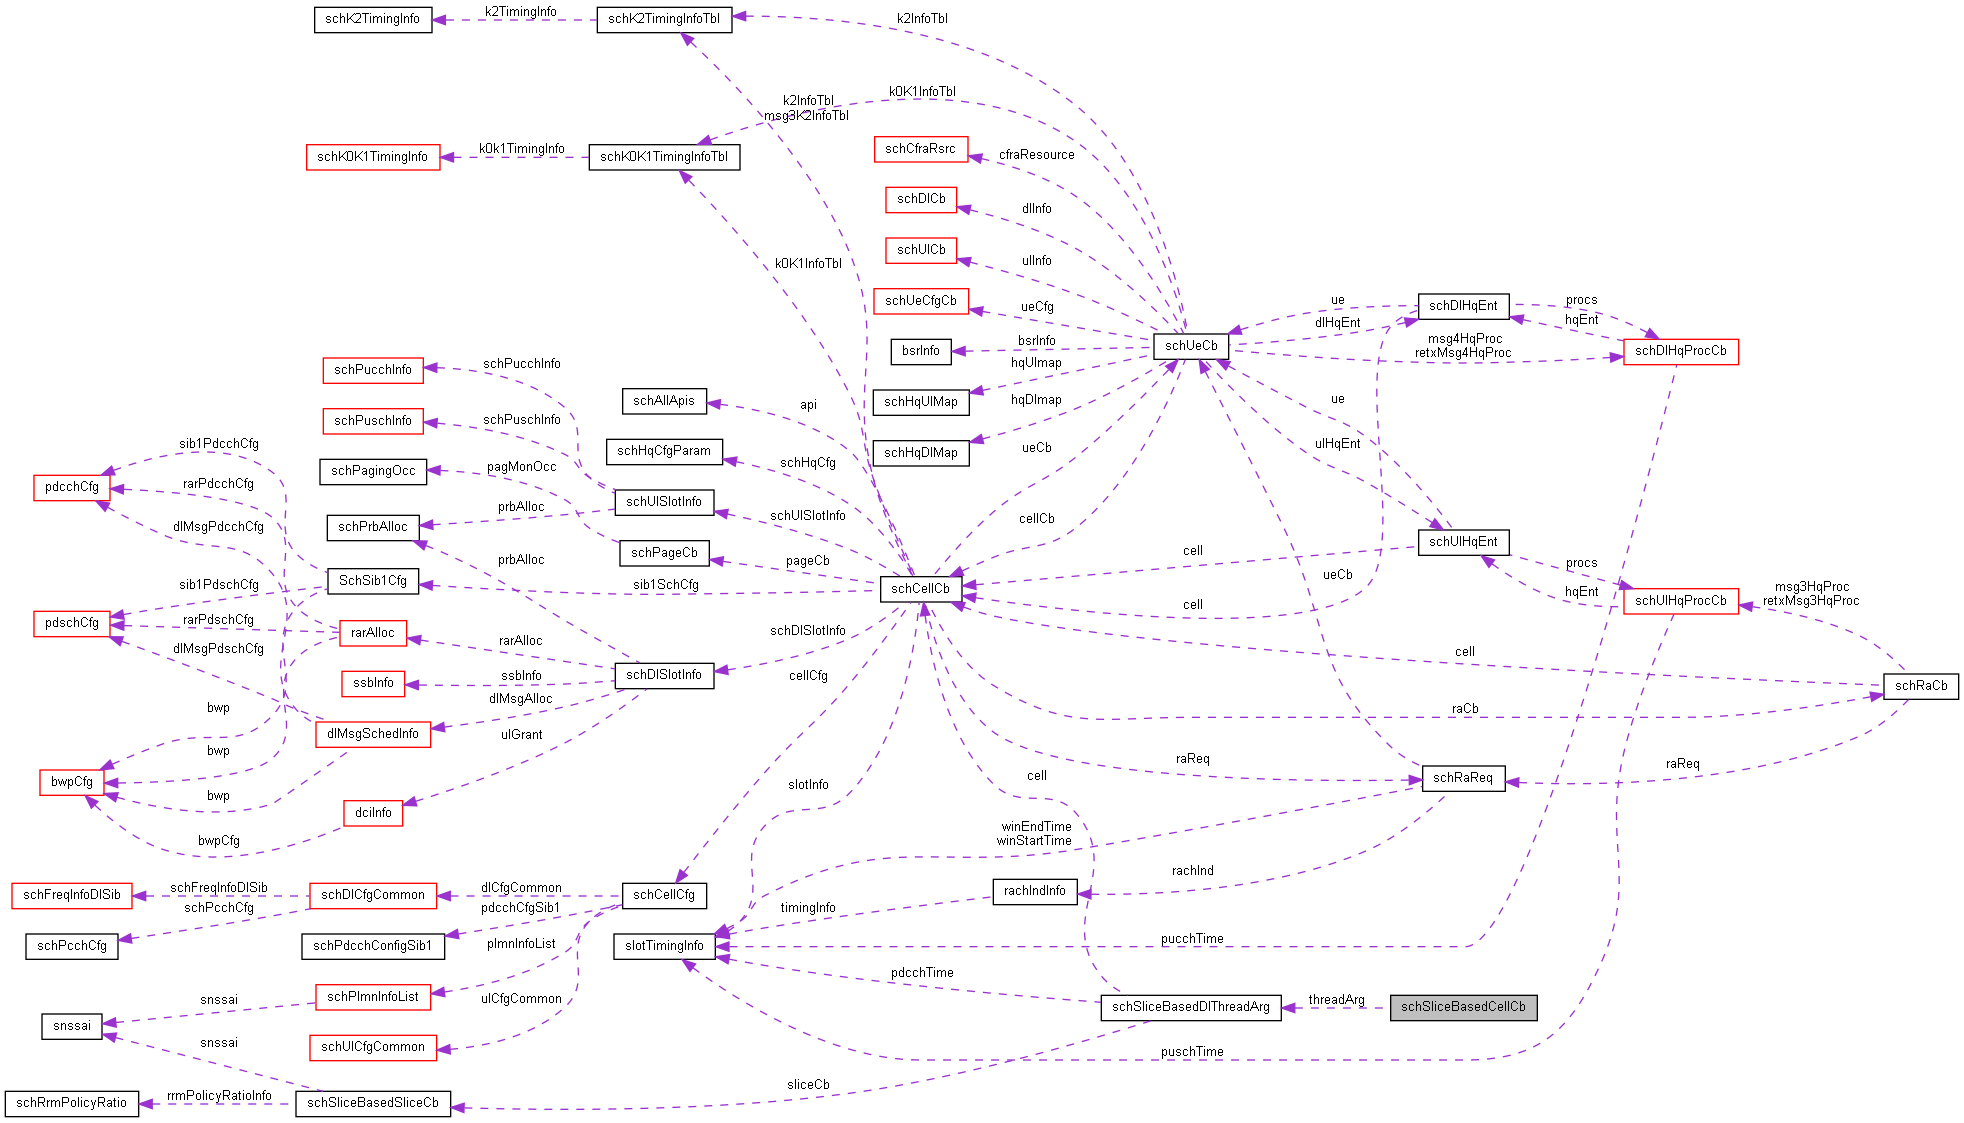 schK2TimingInfo
k2TimingInfo
schK2TimingInfoTbl
k2InfoTbl
k2InfoTbl
msg3K2InfoTbl
k0K1InfoTbl
schK0K1TimingInfo
k0k1TimingInfo
schK0K1TimingInfoTbl
schCfraRsrc
cfraResource
schDlCb
dlInfo
schUlCb
ulInfo
k0K1InfoTbl
schUeCfgCb
ueCfg
bsrInfo
bsrInfo
hqUlmap
schHqUlMap
hqDlmap
schHqDlMap
schUeCb
ue
dlHqEnt
schDlHqEnt
procs
hqEnt
msg4HqProc
retxMsg4HqProc
schDlHqProcCb
schPucchInfo
schPucchInfo
schPuschInfo
schPuschInfo
schAllApis
api
schHqCfgParam
schHqCfg
ueCb
ue
ulHqEnt
sib1PdcchCfg
pdcchCfg
rarPdcchCfg
schPagingOcc
pagMonOcc
schUlSlotInfo
schUlSlotInfo
cellCb
dlMsgPdcchCfg
schPrbAlloc
prbAlloc
schPageCb
pageCb
prbAlloc
cell
schUlHqEnt
procs
hqEnt
SchSib1Cfg
sib1SchCfg
schCellCb
ueCb
cell
schUlHqProcCb
msg3HqProc
retxMsg3HqProc
sib1PdschCfg
pdschCfg
rarPdschCfg
dlMsgPdschCfg
rarAlloc
rarAlloc
schDlSlotInfo
ssbInfo
ssbInfo
schDlSlotInfo
cellCfg
cell
schRaCb
dlMsgAlloc
dlMsgSchedInfo
ulGrant
raCb
bwp
bwp
bwp
bwpCfg
dciInfo
bwpCfg
slotInfo
cell
raReq
schRaReq
raReq
winEndTime
winStartTime
rachInd
schFreqInfoDlSib
schFreqInfoDlSib
schDlCfgCommon
dlCfgCommon
schCellCfg
schPcchCfg
schPcchCfg
pdcchCfgSib1
schPdcchConfigSib1
plmnInfoList
rachIndInfo
timingInfo
slotTimingInfo
pucchTime
pdcchTime
snssai
schPlmnInfoList
ulCfgCommon
schSliceBasedDlThreadArg
threadArg
schSliceBasedCellCb
snssai
snssai
schUlCfgCommon
puschTime
sliceCb
schRrmPolicyRatio
rrmPolicyRatioInfo
schSliceBasedSliceCb